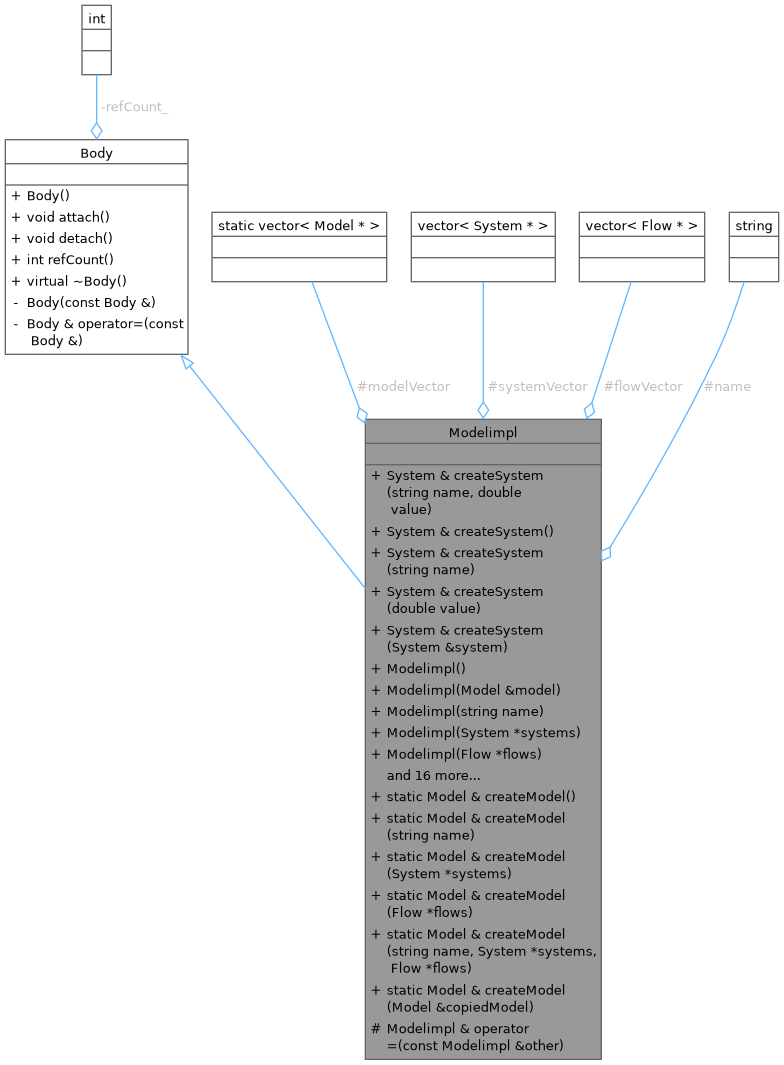 int
-refCount_
Body
+ Body()
+ void attach()
+ void detach()
+ int refCount()
+ virtual ~Body()
- Body(const Body &)
- Body & operator=(const
Body &)
static vector< Model * >
vector< System * >
vector< Flow * >
string
#modelVector
#systemVector
#flowVector
#name
Modelimpl
+ System & createSystem
(string name, double
value)
+ System & createSystem()
+ System & createSystem
(string name)
+ System & createSystem
(double value)
+ System & createSystem
(System &system)
+ Modelimpl()
+ Modelimpl(Model &model)
+ Modelimpl(string name)
+ Modelimpl(System *systems)
+ Modelimpl(Flow *flows)
and 16 more...
+ static Model & createModel()
+ static Model & createModel
(string name)
+ static Model & createModel
(System *systems)
+ static Model & createModel
(Flow *flows)
+ static Model & createModel
(string name, System *systems,
Flow *flows)
+ static Model & createModel
(Model &copiedModel)
# Modelimpl & operator
=(const Modelimpl &other)